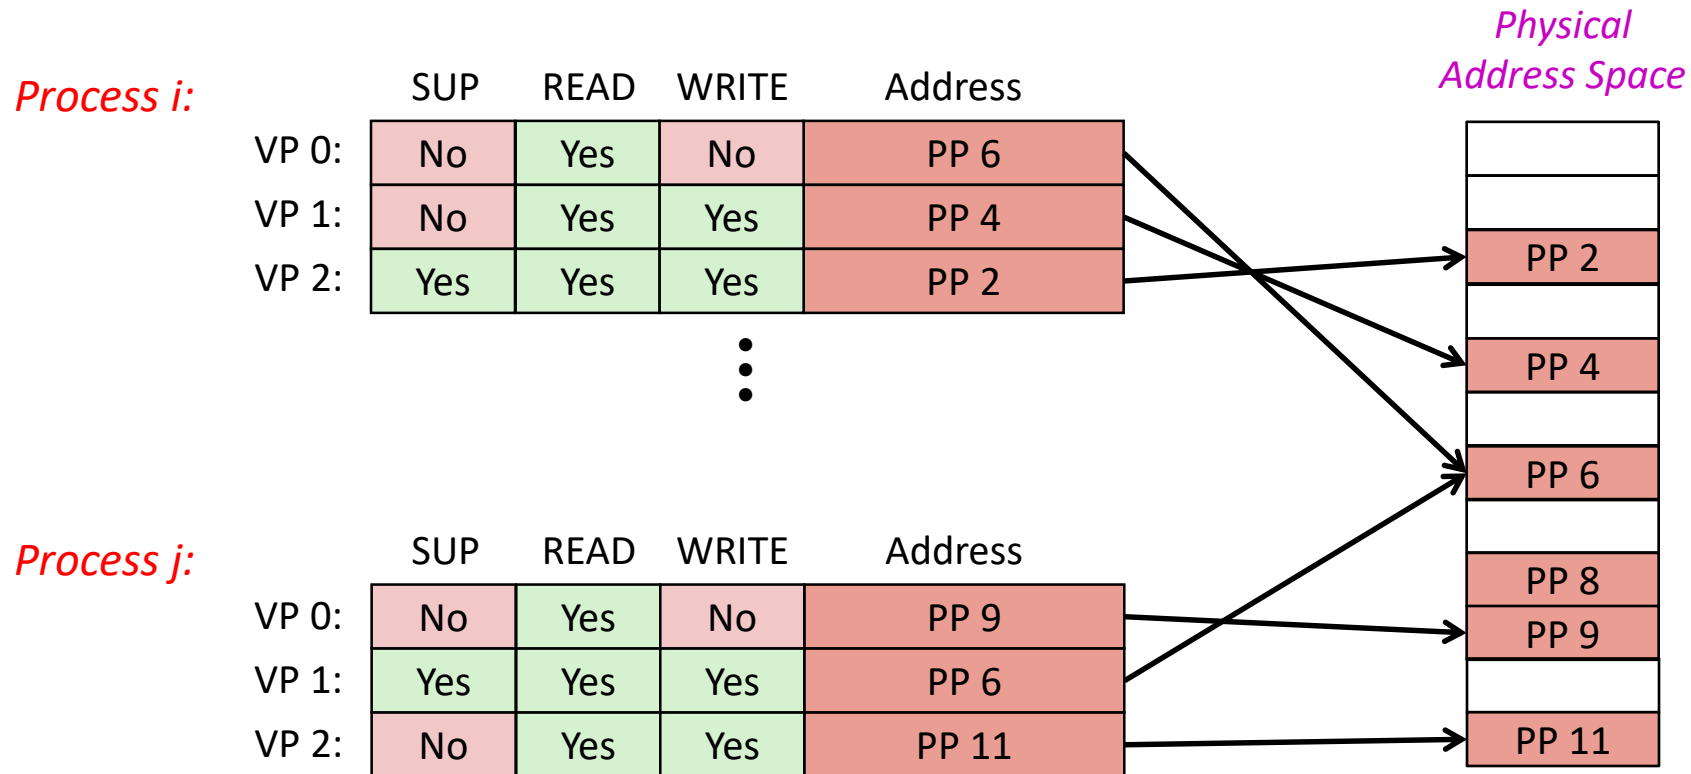 Physical
Address Space
Process i:
SUP READ WRITE Address
VP 0: No Yes No PP 6
VP 1: No Yes Yes PP 4
VP 2: Yes Yes Yes PP 2
PP 2
PP 4
PP 6
Process j:
SUP READ WRITE Address
VP 0: No Yes No PP 9
VP 1: Yes Yes Yes PP 6
VP 2: No Yes Yes PP 11
PP 8
PP 9
PP 11